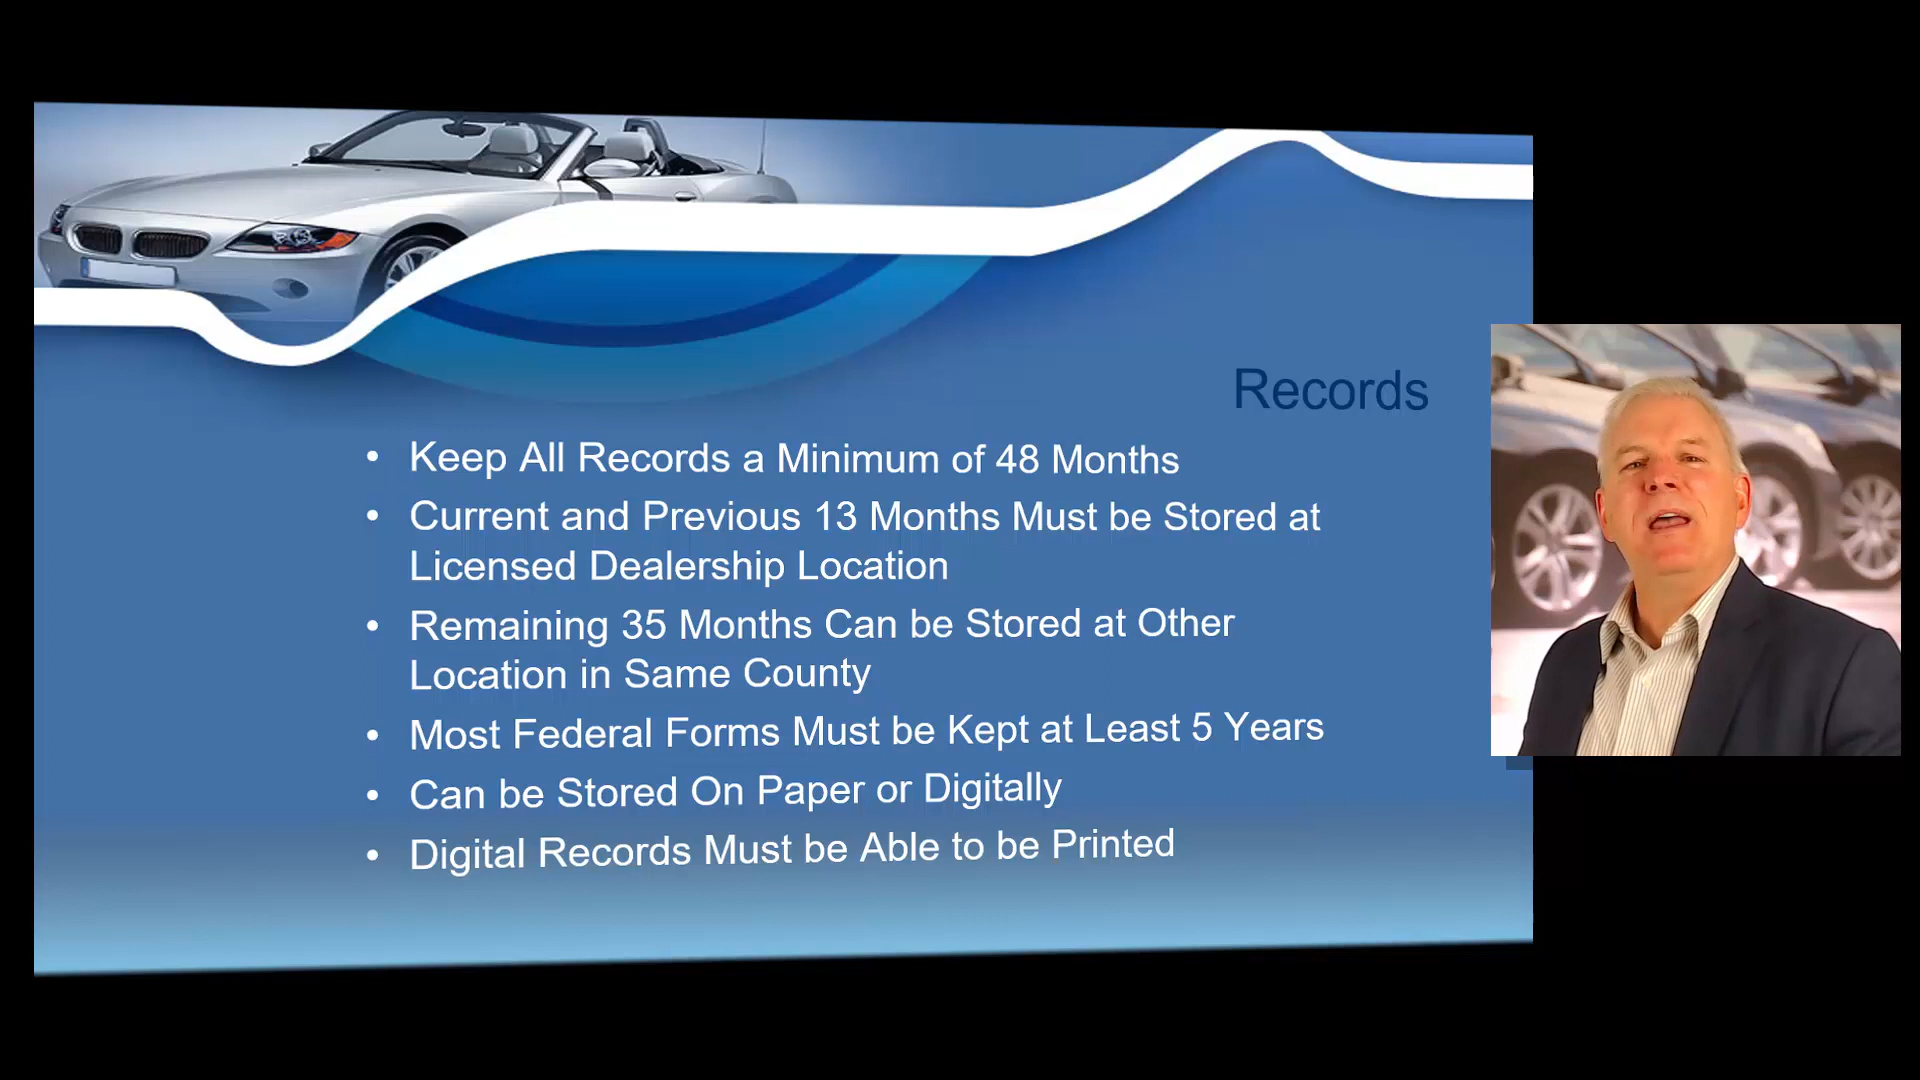 Records
• Keep All Records a Minimum of 48 Months
• Current and Previous 13 Months Must be Stored at
Licensed Dealership Location
• Remaining 35 Months Can be Stored at Other
Location in Same County
• Most Federal Forms Must be Kept at Least 5 Years
• Can be Stored On Paper or Digitally
• Digital Records Must be Able to be Printed